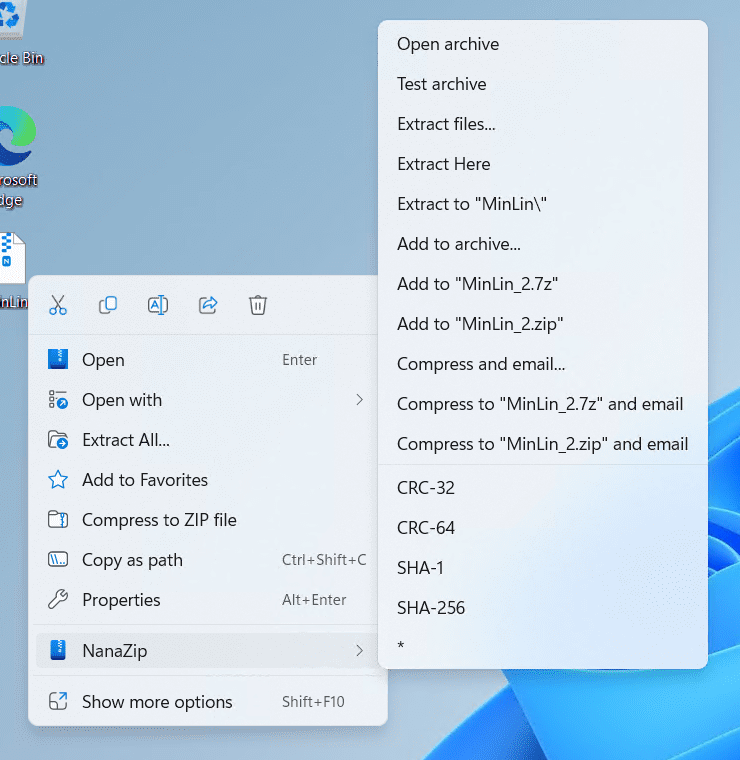 cle Bin
rosoft
dge
nLin
Open Enter
Open with
Extract All...
Add to Favorites
Compress to ZIP file
Copy as path Ctrl+Shift+C
Properties Alt+Enter
NanaZip
Show more options Shift+F10
Open archive
Test archive
Extract files...
Extract Here
Extract to "MinLin\"
Add to archive...
Add to "MinLin_2.7z"
Add to "MinLin_2.zip"
Compress and email...
Compress to "MinLin_2.7z" and email
Compress to "MinLin_2.zip" and email
CRC-32
CRC-64
SHA-1
SHA-256
*